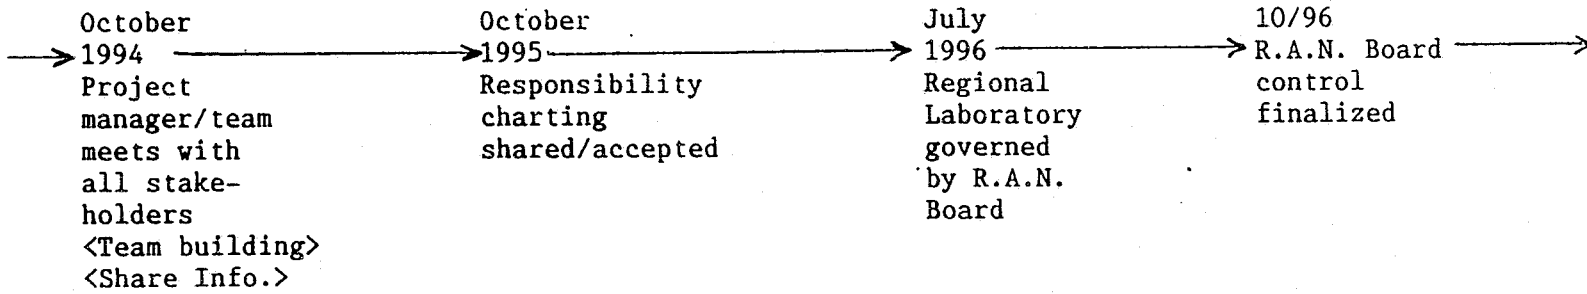 October
1994
Project
manager/team
meets with
all stake-
holders
<Team building>
<Share Info.>
October
1995
Responsibility
charting
shared/accepted
July
1996
Regional
Laboratory
governed
by R.A.N.
Board
10/96
R.A.N. Board
control
finalized